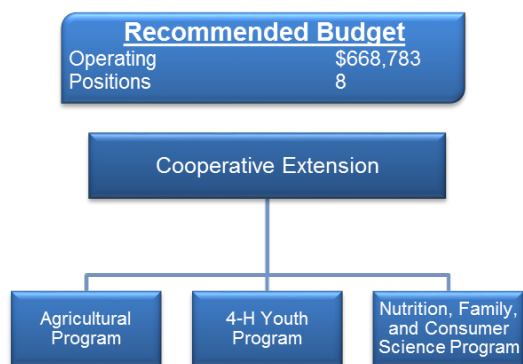 Recommended Budget
Operating $668,783
Positions 8
Cooperative Extension
Agricultural
Program
4-H Youth
Program
Nutrition, Family,
and Consumer
Science Program